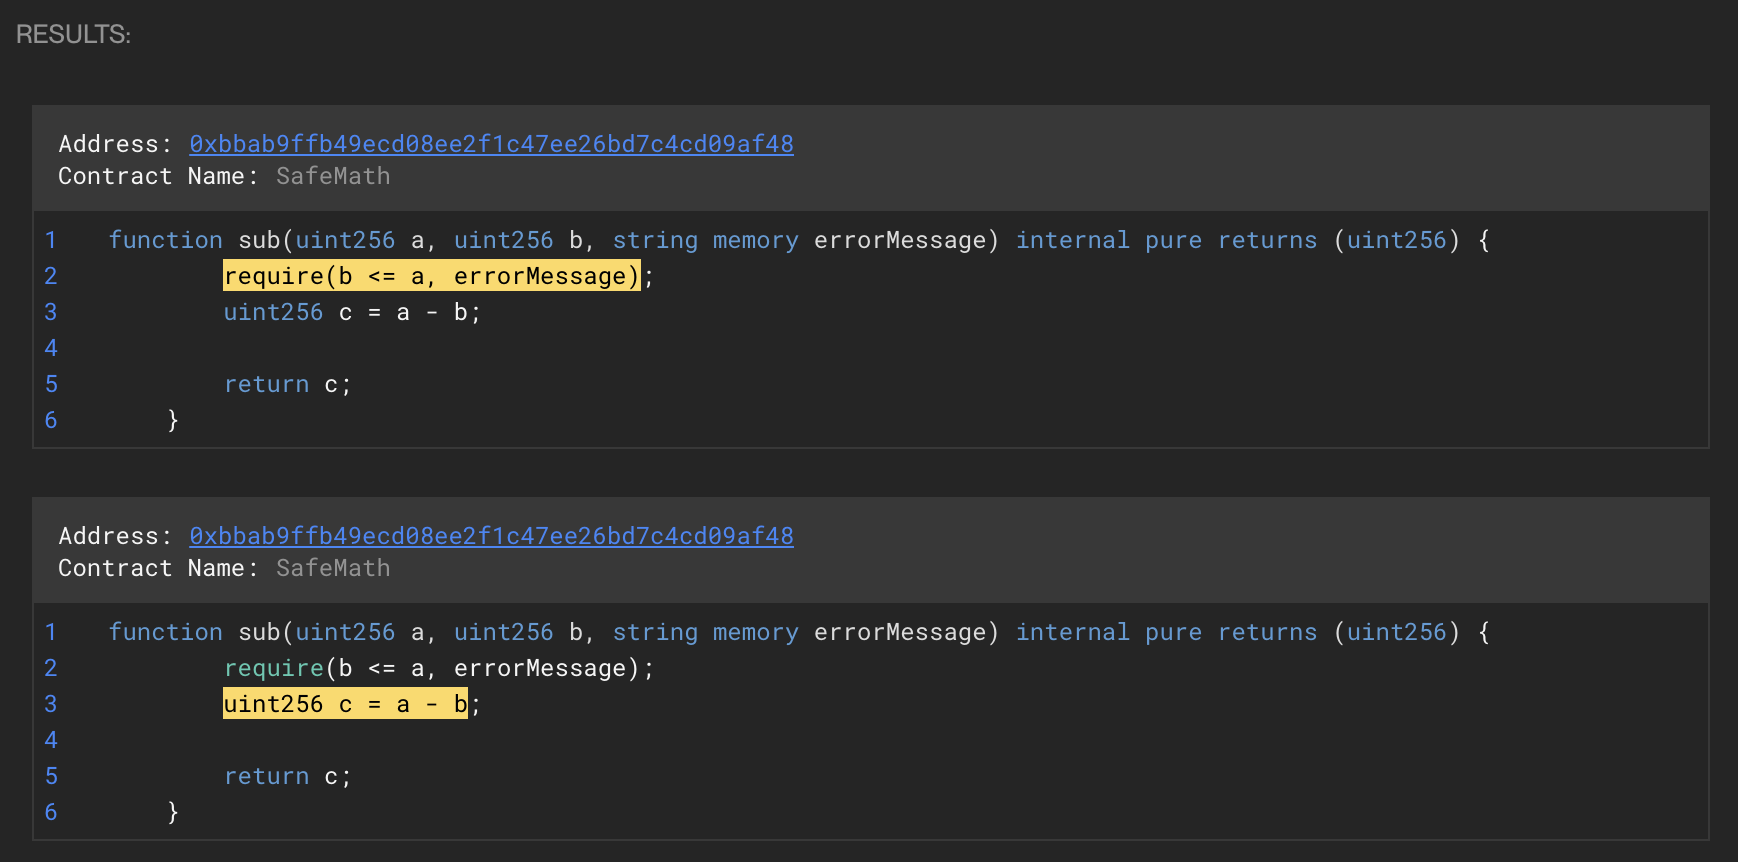 RESULTS:
Address: 0xbbab9ffb49ecd08ee2f1c47ee26bd7c4cd09af48
Contract Name: SafeMath
1 function sub(uint256 a, uint256 b, string memory errorMessage) internal pure returns (uint256) {
2 require(b <= a, errorMessage);
3 uint256 c = a - b;
4
5 return c;
6 }
Address: 0xbbab9ffb49ecd08ee2f1c47ee26bd7c4cd09af48
Contract Name: SafeMath
1 function sub(uint256 a, uint256 b, string memory errorMessage) internal pure returns (uint256) {
2 require(b <= a, errorMessage);
3 uint256 c = a - b;
4
5 return c;
6 }